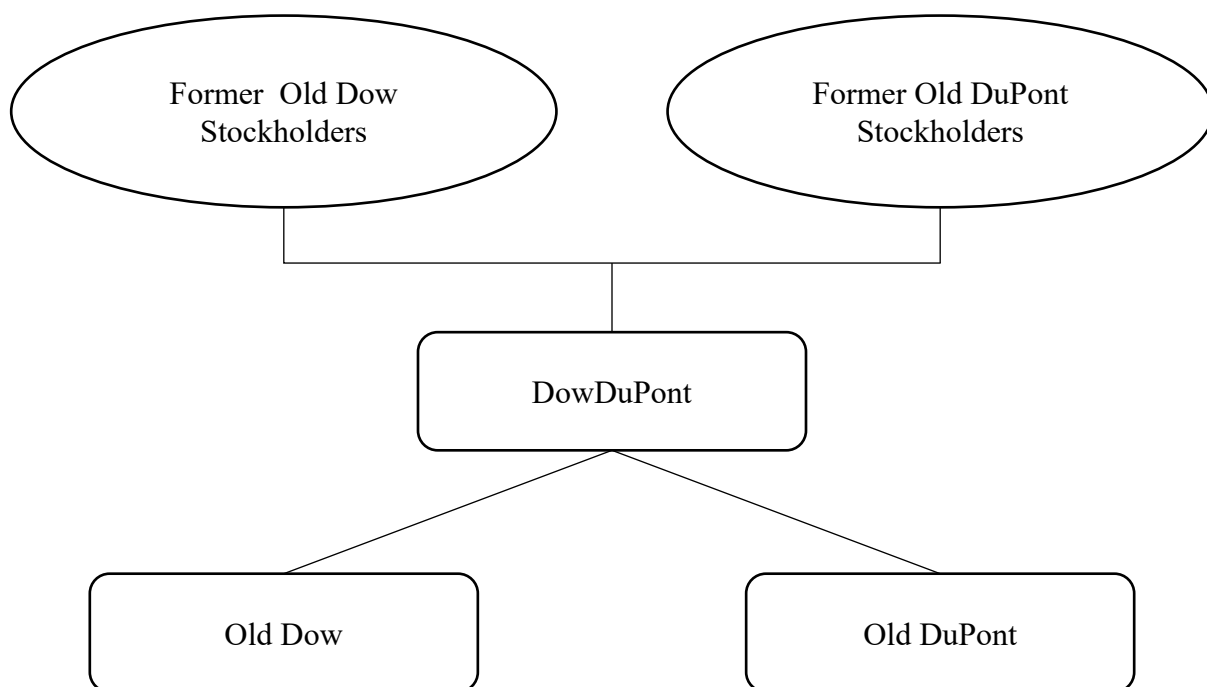 Former Old Dow
Stockholders
Former Old DuPont
Stockholders
DowDuPont
Old Dow
Old DuPont